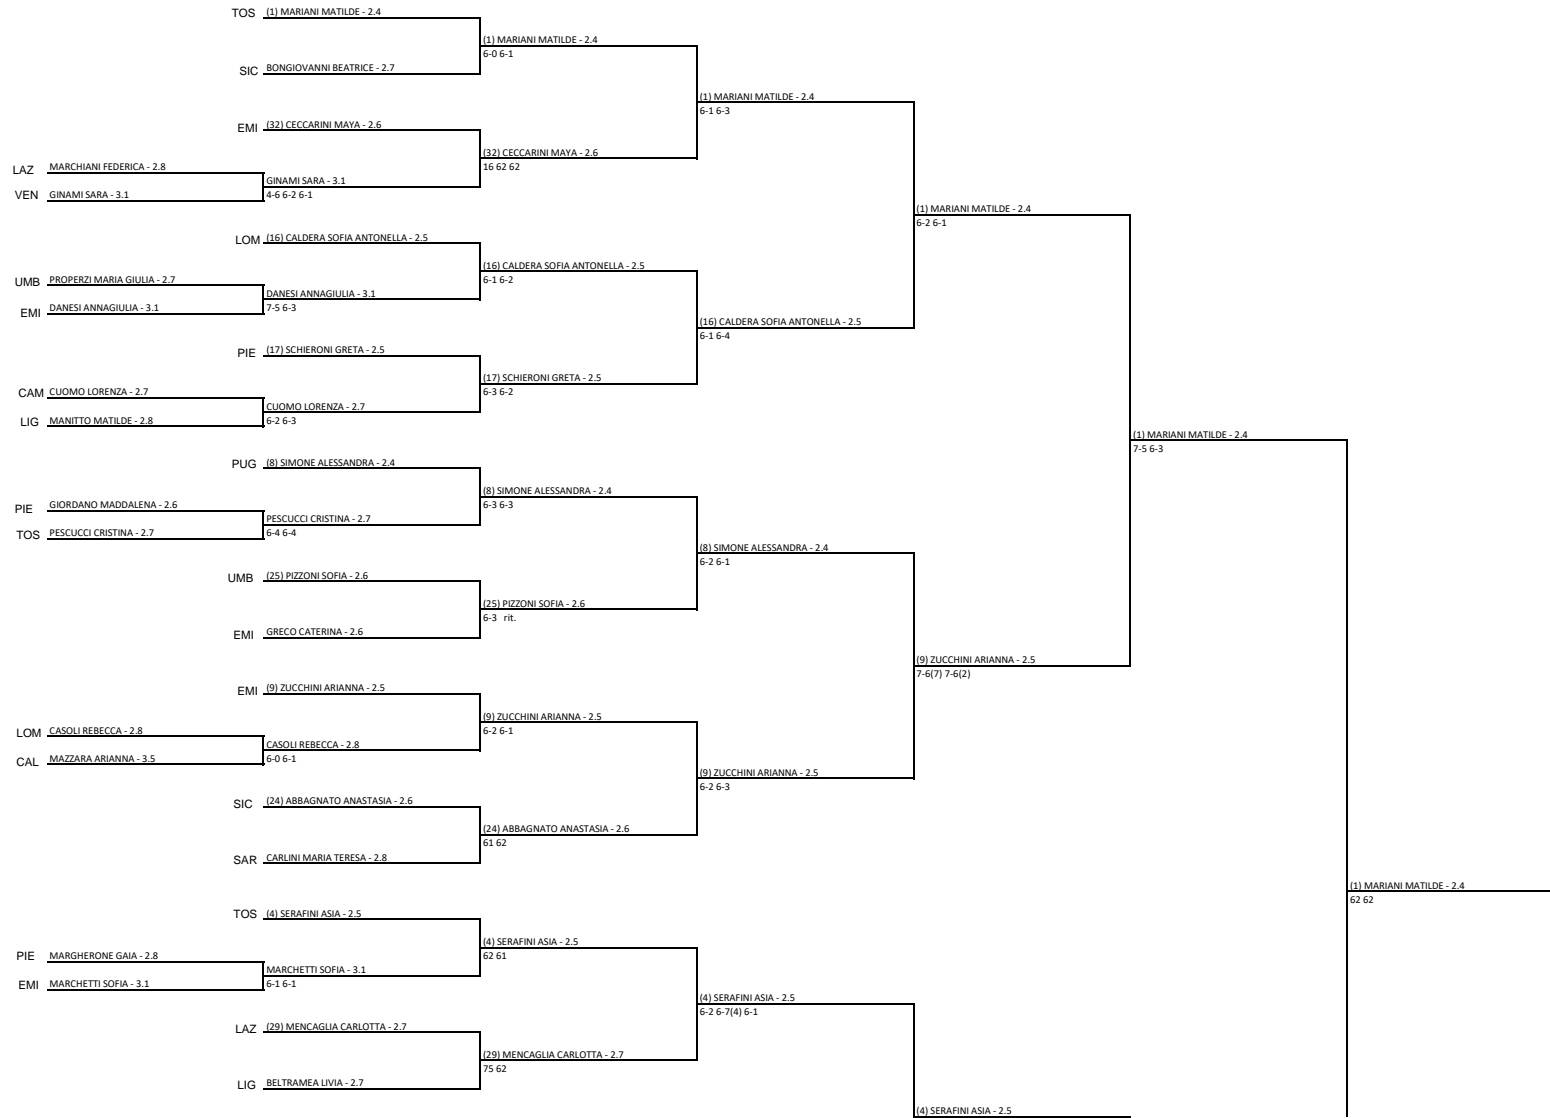 TOS (1) MARIANI MATILDE - 2.4
(1) MARIANI MATILDE - 2.4
6-0 6-1
SIC BONGIOVANNI BEATRICE - 2.7
(1) MARIANI MATILDE - 2.4
6-1 6-3
EMI (32) CECCARINI MAYA - 2.6
(32) CECCARINI MAYA - 2.6
16 62 62
LAZ MARCHIANI FEDERICA - 2.8
GINAMI SARA - 3.1
4-6 6-2 6-1
VEN GINAMI SARA - 3.1
(1) MARIANI MATILDE - 2.4
6-2 6-1
LOM (16) CALDERA SOFIA ANTONELLA - 2.5
(16) CALDERA SOFIA ANTONELLA - 2.5
6-1 6-2
UMB PROPERZI MARIA GIULIA - 2.7
DANESI ANNAGIULIA - 3.1
7-5 6-3
EMI DANESI ANNAGIULIA - 3.1
(16) CALDERA SOFIA ANTONELLA - 2.5
6-1 6-4
PIE (17) SCHIERONI GRETA - 2.5
(17) SCHIERONI GRETA - 2.5
6-3 6-2
CAM CUOMO LORENZA - 2.7
CUOMO LORENZA - 2.7
6-2 6-3
LIG MANITTO MATILDE - 2.8
(1) MARIANI MATILDE - 2.4
7-5 6-3
PUG (8) SIMONE ALESSANDRA - 2.4
(8) SIMONE ALESSANDRA - 2.4
6-3 6-3
PIE GIORDANO MADDALENA - 2.6
PESCUCCI CRISTINA - 2.7
6-4 6-4
TOS PESCUCCI CRISTINA - 2.7
(8) SIMONE ALESSANDRA - 2.4
6-2 6-1
UMB (25) PIZZONI SOFIA - 2.6
(25) PIZZONI SOFIA - 2.6
6-3 rit.
EMI GRECO CATERINA - 2.6
(9) ZUCCHINI ARIANNA - 2.5
7-6(7) 7-6(2)
EMI (9) ZUCCHINI ARIANNA - 2.5
(9) ZUCCHINI ARIANNA - 2.5
6-2 6-1
LOM CASOLI REBECCA - 2.8
CASOLI REBECCA - 2.8
6-0 6-1
CAL MAZZARA ARIANNA - 3.5
(9) ZUCCHINI ARIANNA - 2.5
6-2 6-3
SIC (24) ABBAGNATO ANASTASIA - 2.6
(24) ABBAGNATO ANASTASIA - 2.6
61 62
SAR CARLINI MARIA TERESA - 2.8
(1) MARIANI MATILDE - 2.4
62 62
TOS (4) SERAFINI ASIA - 2.5
(4) SERAFINI ASIA - 2.5
62 61
PIE MARGHERONE GAIA - 2.8
MARCHETTI SOFIA - 3.1
6-1 6-1
EMI MARCHETTI SOFIA - 3.1
(4) SERAFINI ASIA - 2.5
6-2 6-7(4) 6-1
LAZ (29) MENCAGLIA CARLOTTA - 2.7
(29) MENCAGLIA CARLOTTA - 2.7
75 62
LIG BELTRAMEA LIVIA - 2.7
(4) SERAFINI ASIA - 2.5